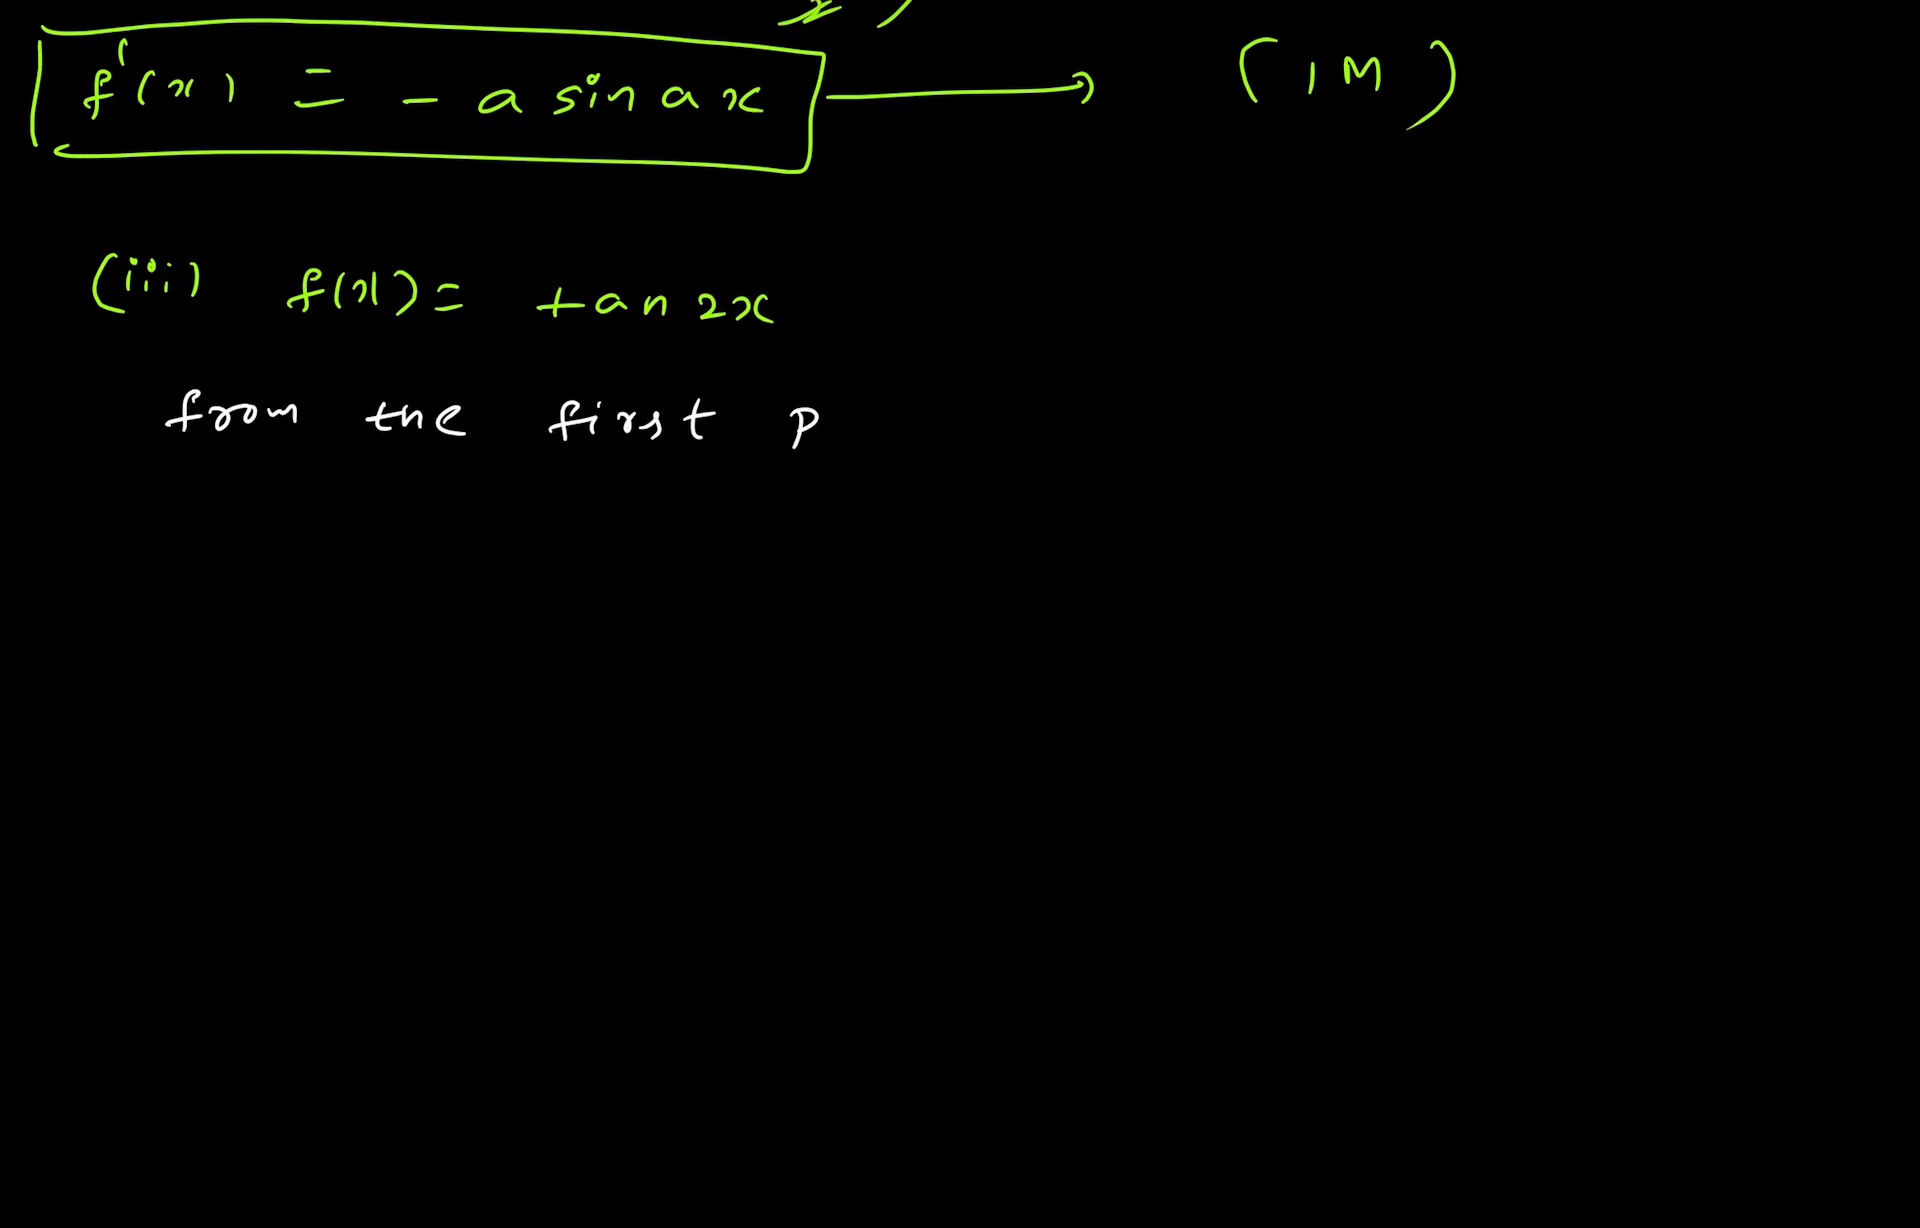 f'(x) = - a sin ax → (1M)
(iii) f(x) = tan 2x
from the first p